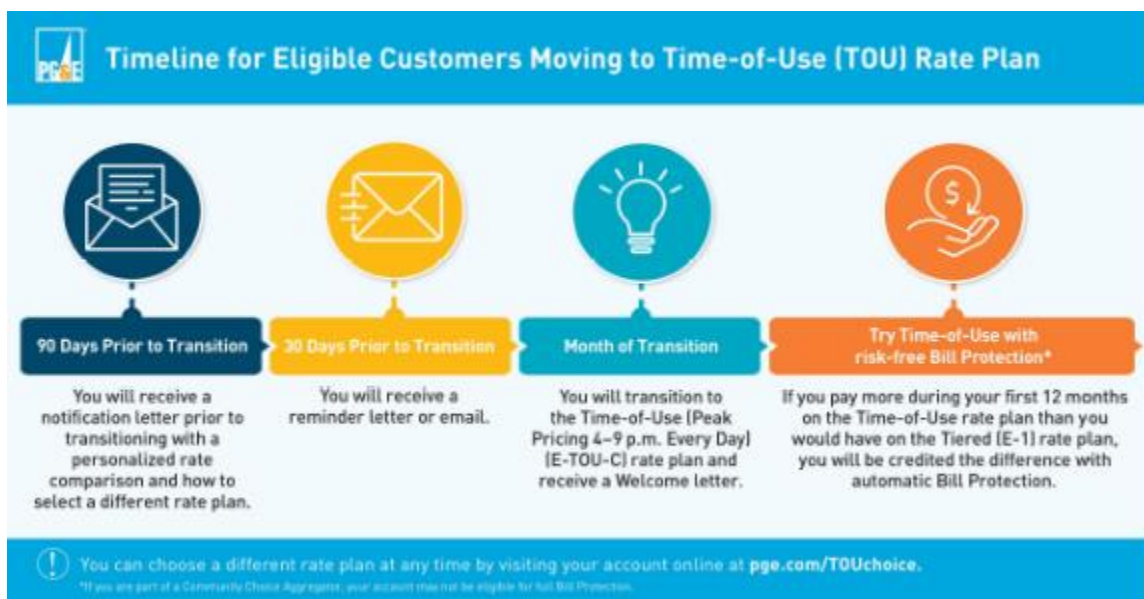 PG&E
Timeline for Eligible Customers Moving to Time-of-Use (TOU) Rate Plan
$
90 Days Prior to Transition
You will receive a
notification letter prior to
transitioning with a
personalized rate
comparison and how to
select a different rate plan.
30 Days Prior to Transition
You will receive a
reminder letter or email.
Month of Transition
You will transition to
the Time-of-Use (Peak
Pricing 4–9 p.m. Every Day)
(E-TOU-C) rate plan and
receive a Welcome letter.
Try Time-of-Use with
risk-free Bill Protection*
If you pay more during your first 12 months
on the Time-of-Use rate plan than you
would have on the Tiered (E-1) rate plan,
you will be credited the difference with
automatic Bill Protection.
! You can choose a different rate plan at any time by visiting your account online at pge.com/TOUchoice.
*If you are part of a Community Choice Aggregator, your account may not be eligible for full Bill Protection.